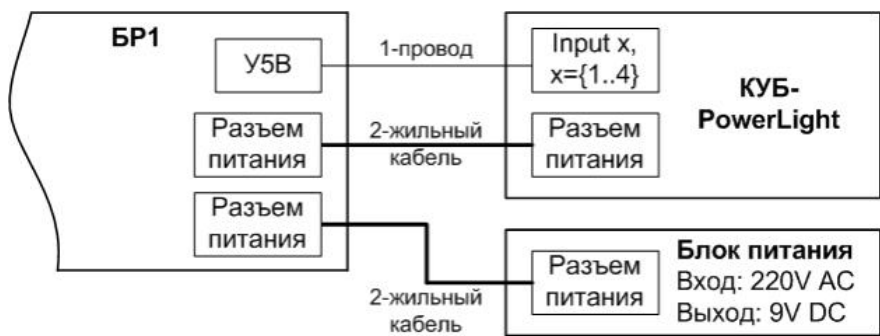 БР1
У5В
1-провод
Input x,
x={1..4}
КУБ-
PowerLight
Разъем
питания
2-жильный
кабель
Разъем
питания
Разъем
питания
2-жильный
кабель
Разъем
питания
Блок питания
Вход: 220V AC
Выход: 9V DC